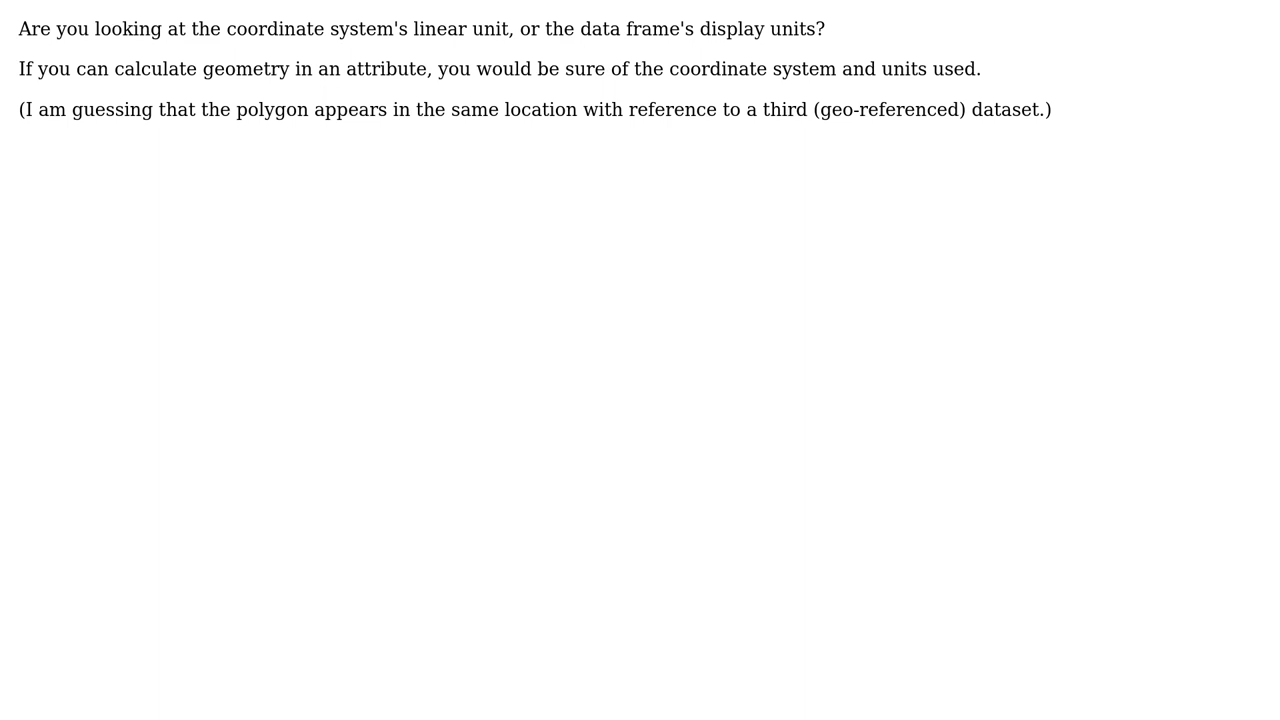 Are you looking at the coordinate system's linear unit, or the data frame's display units?
If you can calculate geometry in an attribute, you would be sure of the coordinate system and units used.
(I am guessing that the polygon appears in the same location with reference to a third (geo-referenced) dataset.)